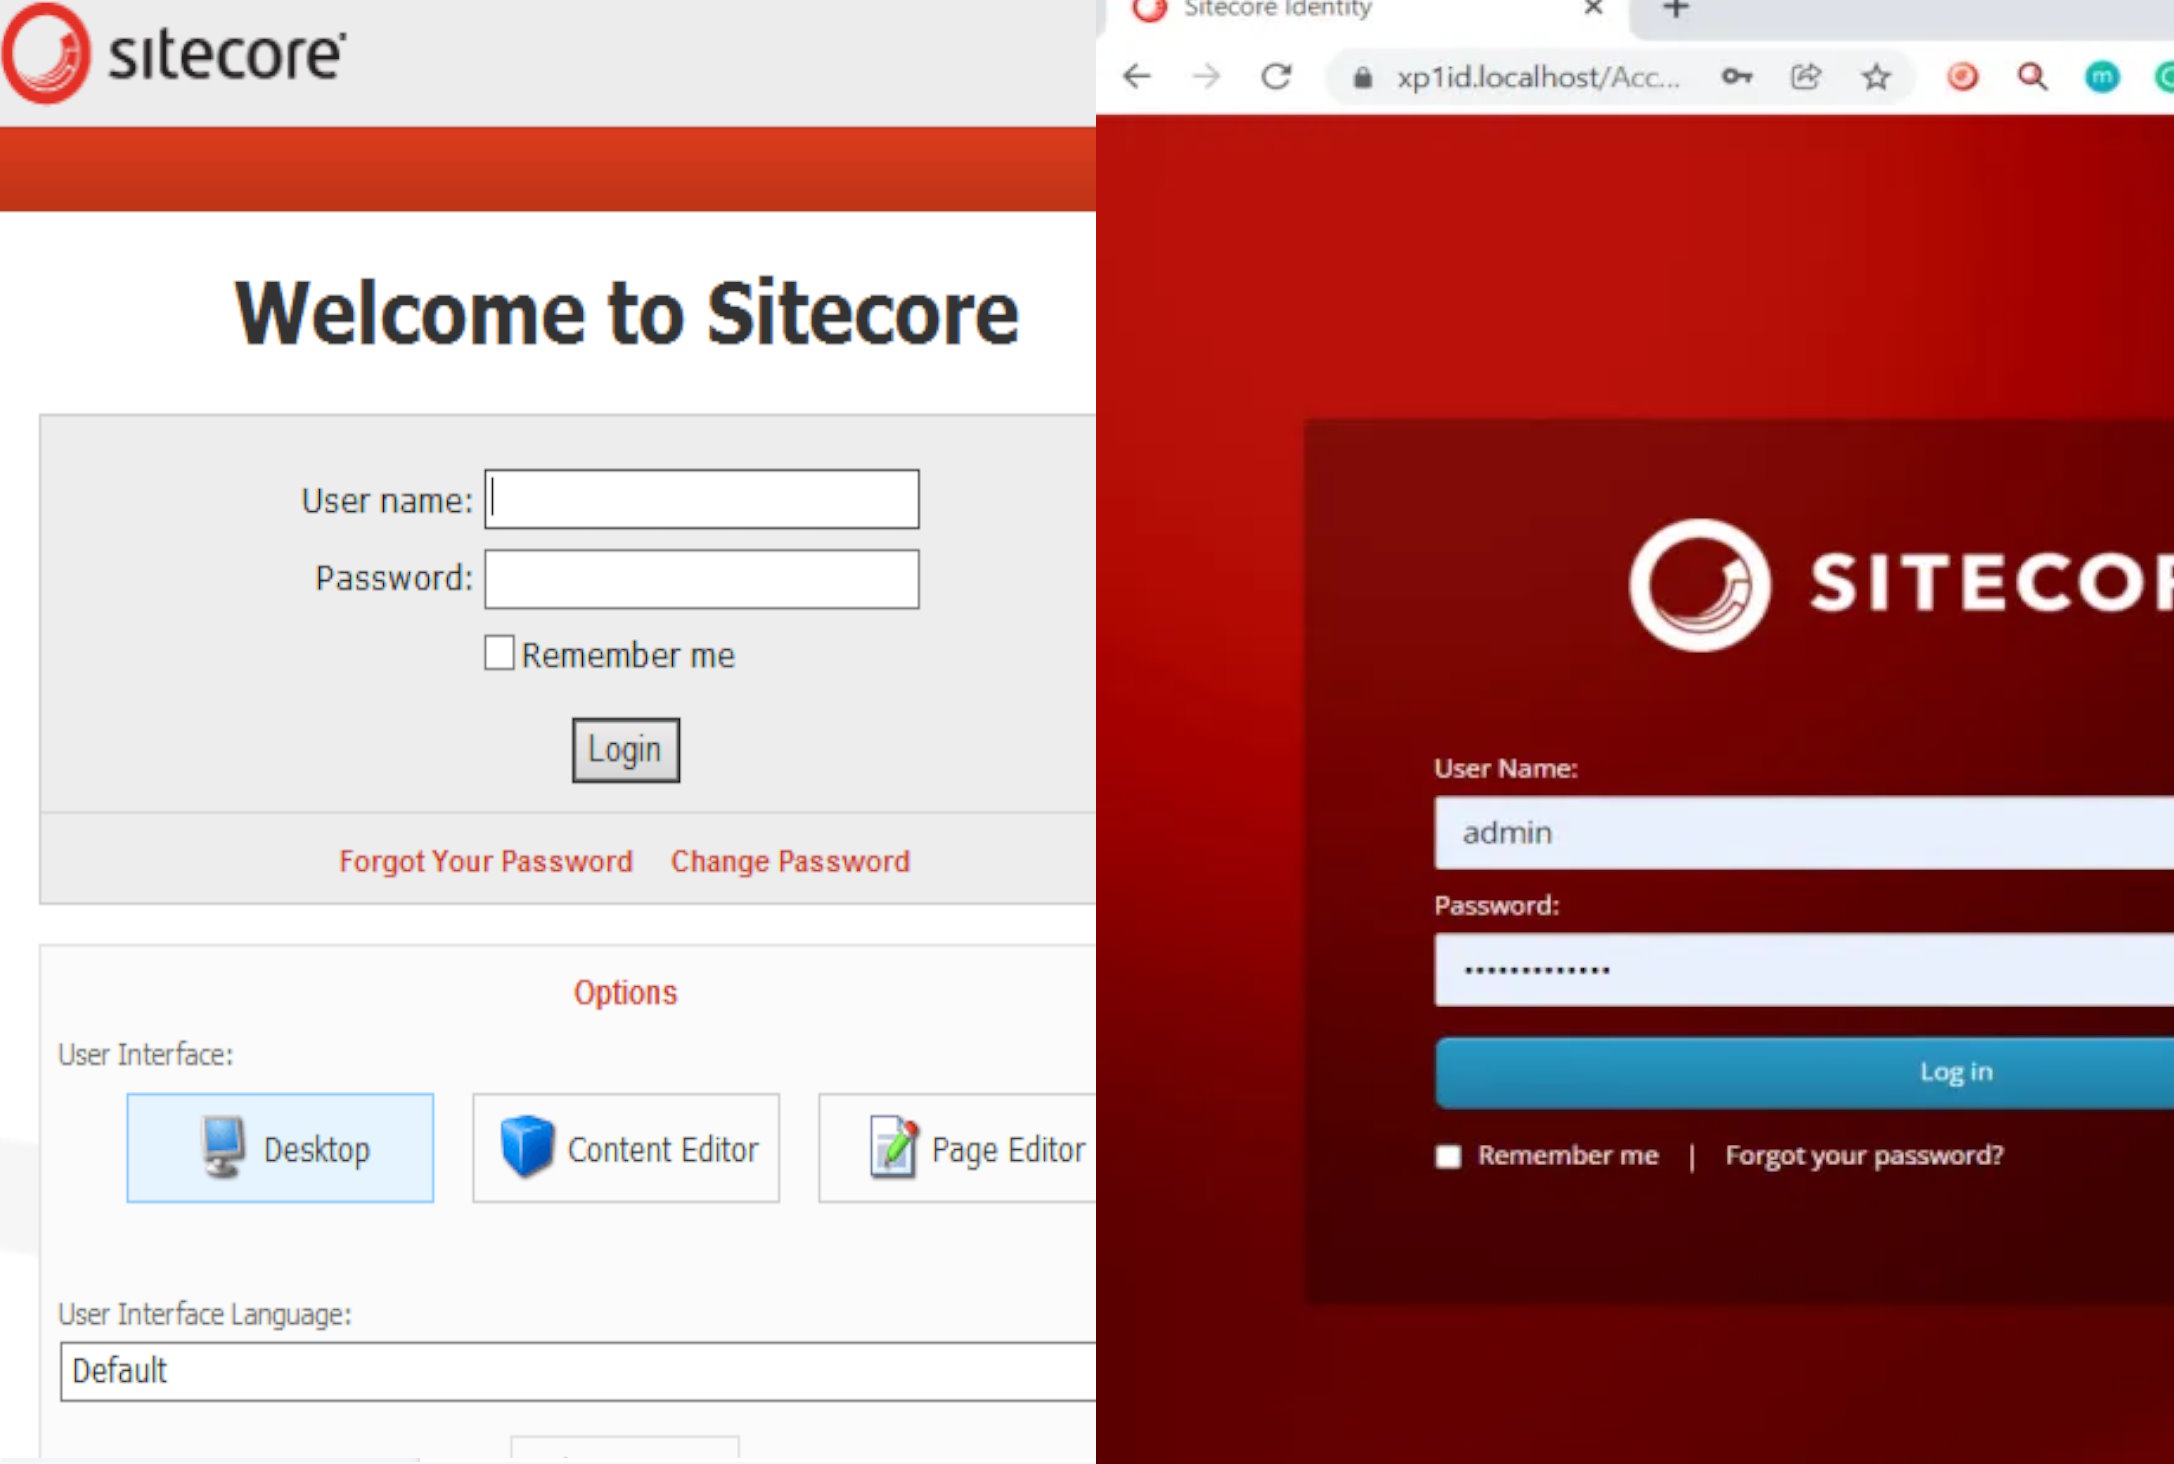 sitecore
Welcome to Sitecore
User name:
Password:
Remember me
Login
Forgot Your Password Change Password
Options
User Interface:
Desktop Content Editor Page Editor
User Interface Language:
Default
Sitecore Identity
xp1id.localhost/Acc...
m
SITECOR
User Name:
admin
Password:
•••••••••••••
Log in
Remember me | Forgot your password?